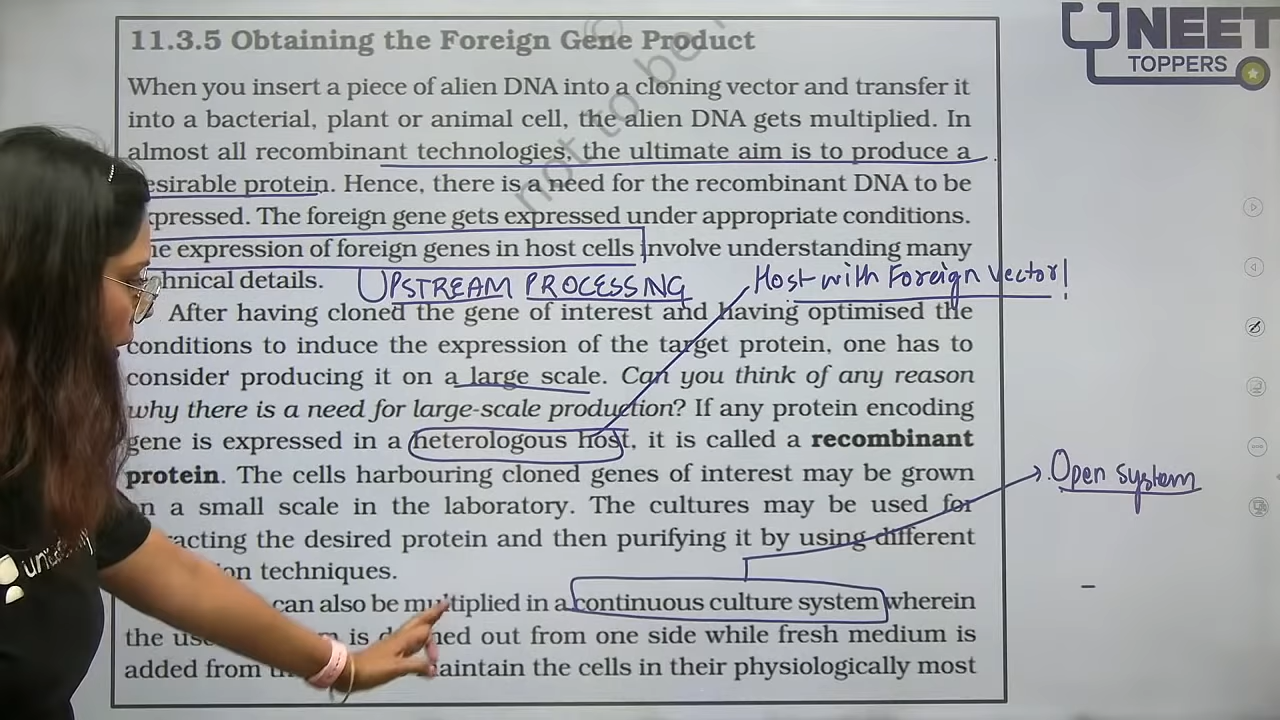 11.3.5 Obtaining the Foreign Gene Product
NEET
TOPPERS
When you insert a piece of alien DNA into a cloning vector and transfer it
into a bacterial, plant or animal cell, the alien DNA gets multiplied. In
almost all recombinant technologies, the ultimate aim is to produce a
esirable protein. Hence, there is a need for the recombinant DNA to be
pressed. The foreign gene gets expressed under appropriate conditions.
e expression of foreign genes in host cells involve understanding many
hnical details. UPSTREAM PROCESSING Host with Foreign Vector!
After having cloned the gene of interest and having optimised the
conditions to induce the expression of the target protein, one has to
consider producing it on a large scale. Can you think of any reason
why there is a need for large-scale production? If any protein encoding
gene is expressed in a heterologous host, it is called a recombinant
protein. The cells harbouring cloned genes of interest may be grown
Open system
n a small scale in the laboratory. The cultures may be used for
acting the desired protein and then purifying it by using different
on techniques.
can also be multiplied in a continuous culture system wherein
the us is d ned out from one side while fresh medium is
added from aintain the cells in their physiologically most
not to be
©